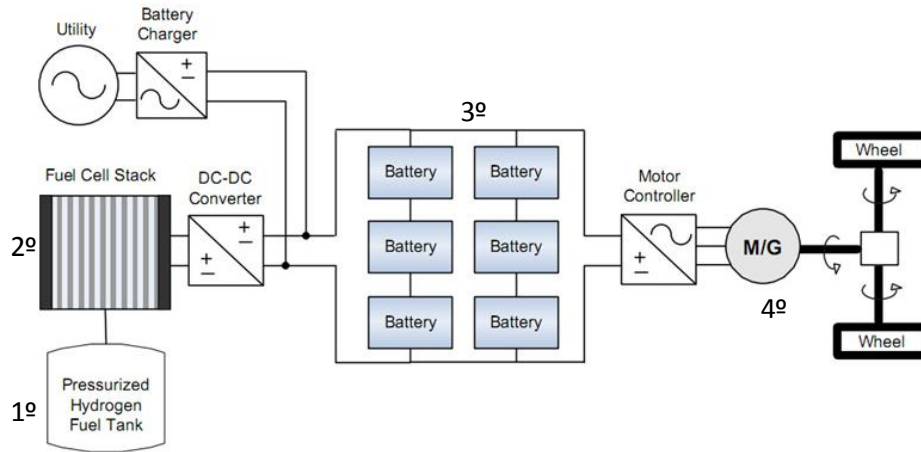 Utility
Battery
Charger
3º
Fuel Cell Stack
DC-DC
Converter
2º
Battery
Battery
Battery
Battery
Battery
Battery
Motor
Controller
M/G
4º
Wheel
Wheel
1º
Pressurized
Hydrogen
Fuel Tank